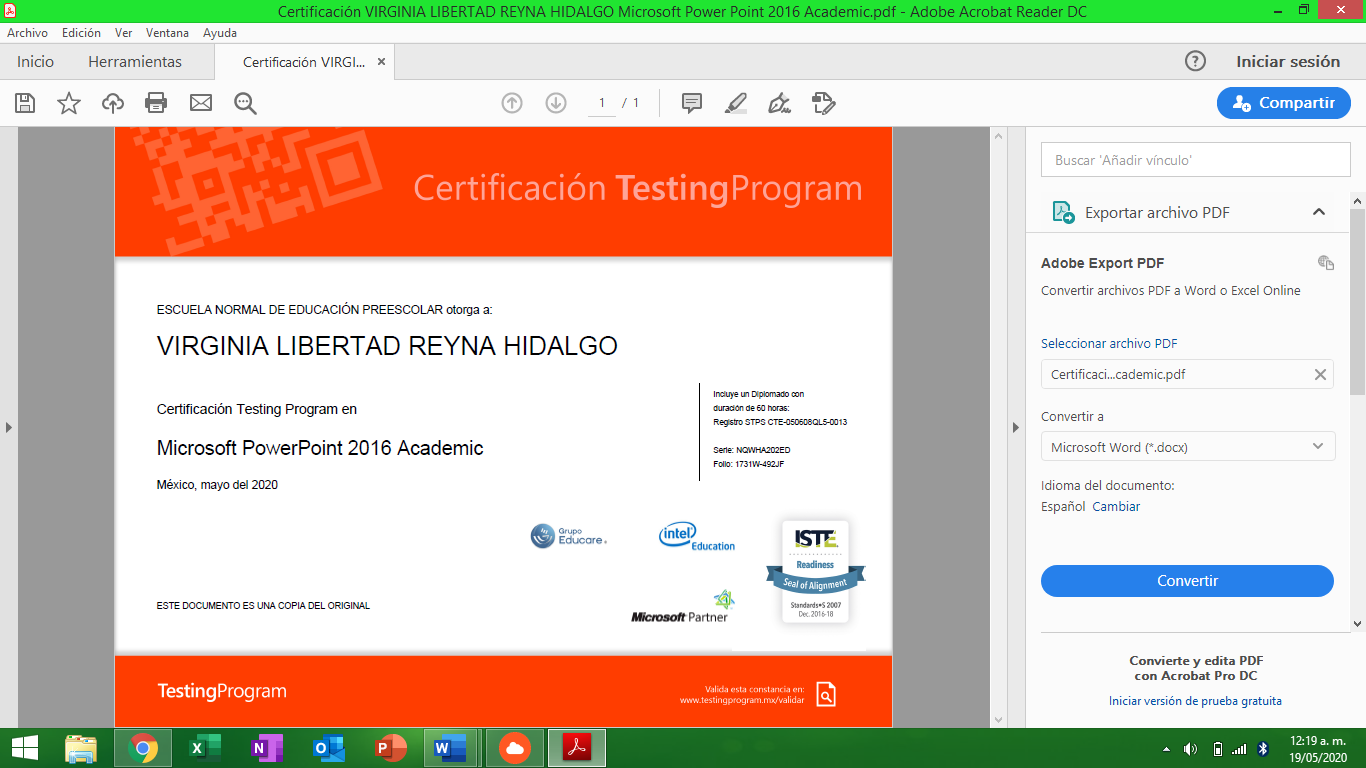 Certificación VIRGINIA LIBERTAD REYNA HIDALGO Microsoft Power Point 2016 Academic.pdf - Adobe Acrobat Reader DC
Archivo Edición Ver Ventana Ayuda
Inicio Herramientas Certificación VIRGI... Iniciar sesión
1 / 1
Compartir
Certificación TestingProgram
ESCUELA NORMAL DE EDUCACIÓN PREESCOLAR otorga a:
VIRGINIA LIBERTAD REYNA HIDALGO
Certificación Testing Program en
Microsoft PowerPoint 2016 Academic
México, mayo del 2020
Incluye un Diplomado con
duración de 60 horas:
Registro STPS CTE-050608QL5-0013
Serie: NQWHA202ED
Folio: 1731W-492JF
Grupo
Educare
intel
Education
ISTE
Readiness
Seal of Alignment
Standards•S 2007
Dec. 2016-18
Microsoft Partner
ESTE DOCUMENTO ES UNA COPIA DEL ORIGINAL
TestingProgram
Valida esta constancia en:
www.testingprogram.mx/validar
Buscar 'Añadir vínculo'
Exportar archivo PDF
Adobe Export PDF
Convertir archivos PDF a Word o Excel Online
Seleccionar archivo PDF
Certificaci...cademic.pdf
Convertir a
Microsoft Word (*.docx)
Idioma del documento:
Español Cambiar
Convertir
Convierte y edita PDF
con Acrobat Pro DC
Iniciar versión de prueba gratuita
12:19 a. m.
19/05/2020